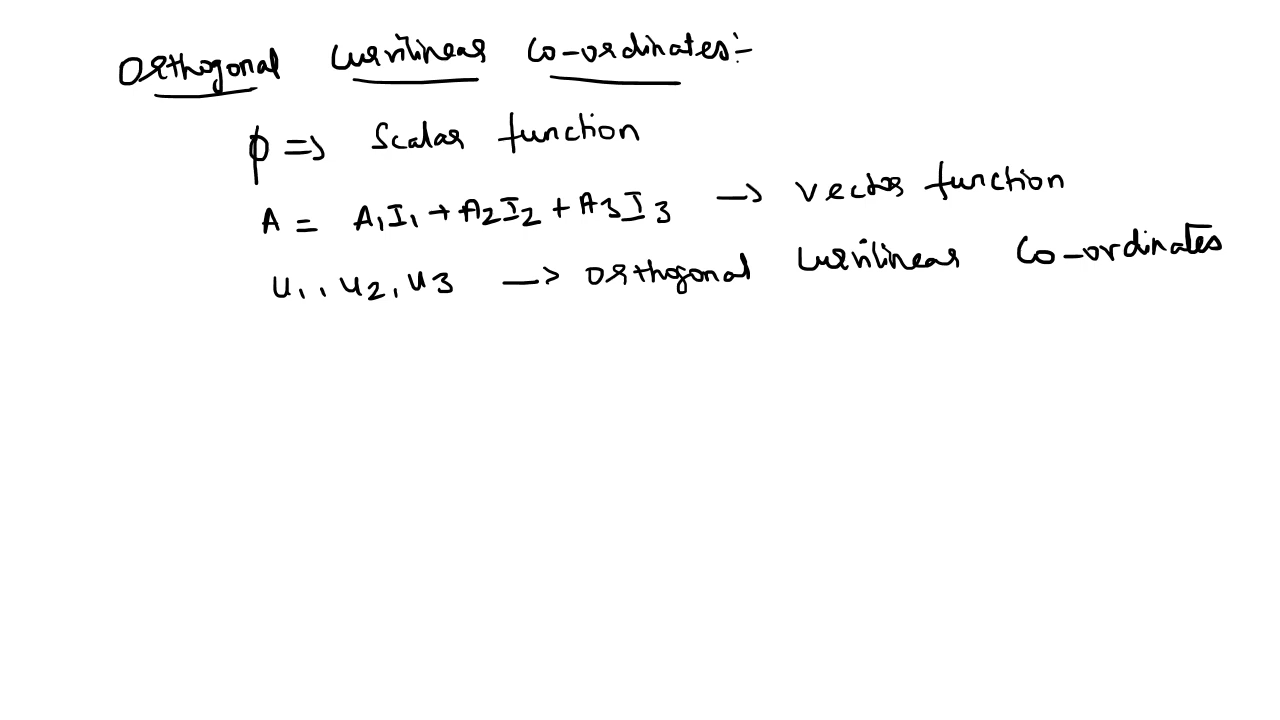 Orthogonal Curvilinear Co-ordinates:-
φ => Scalar function
A = A₁I₁ + A₂I₂ + A₃I₃ -> vector function
u₁, u₂, u₃ -> orthogonal Curvilinear Co-ordinates